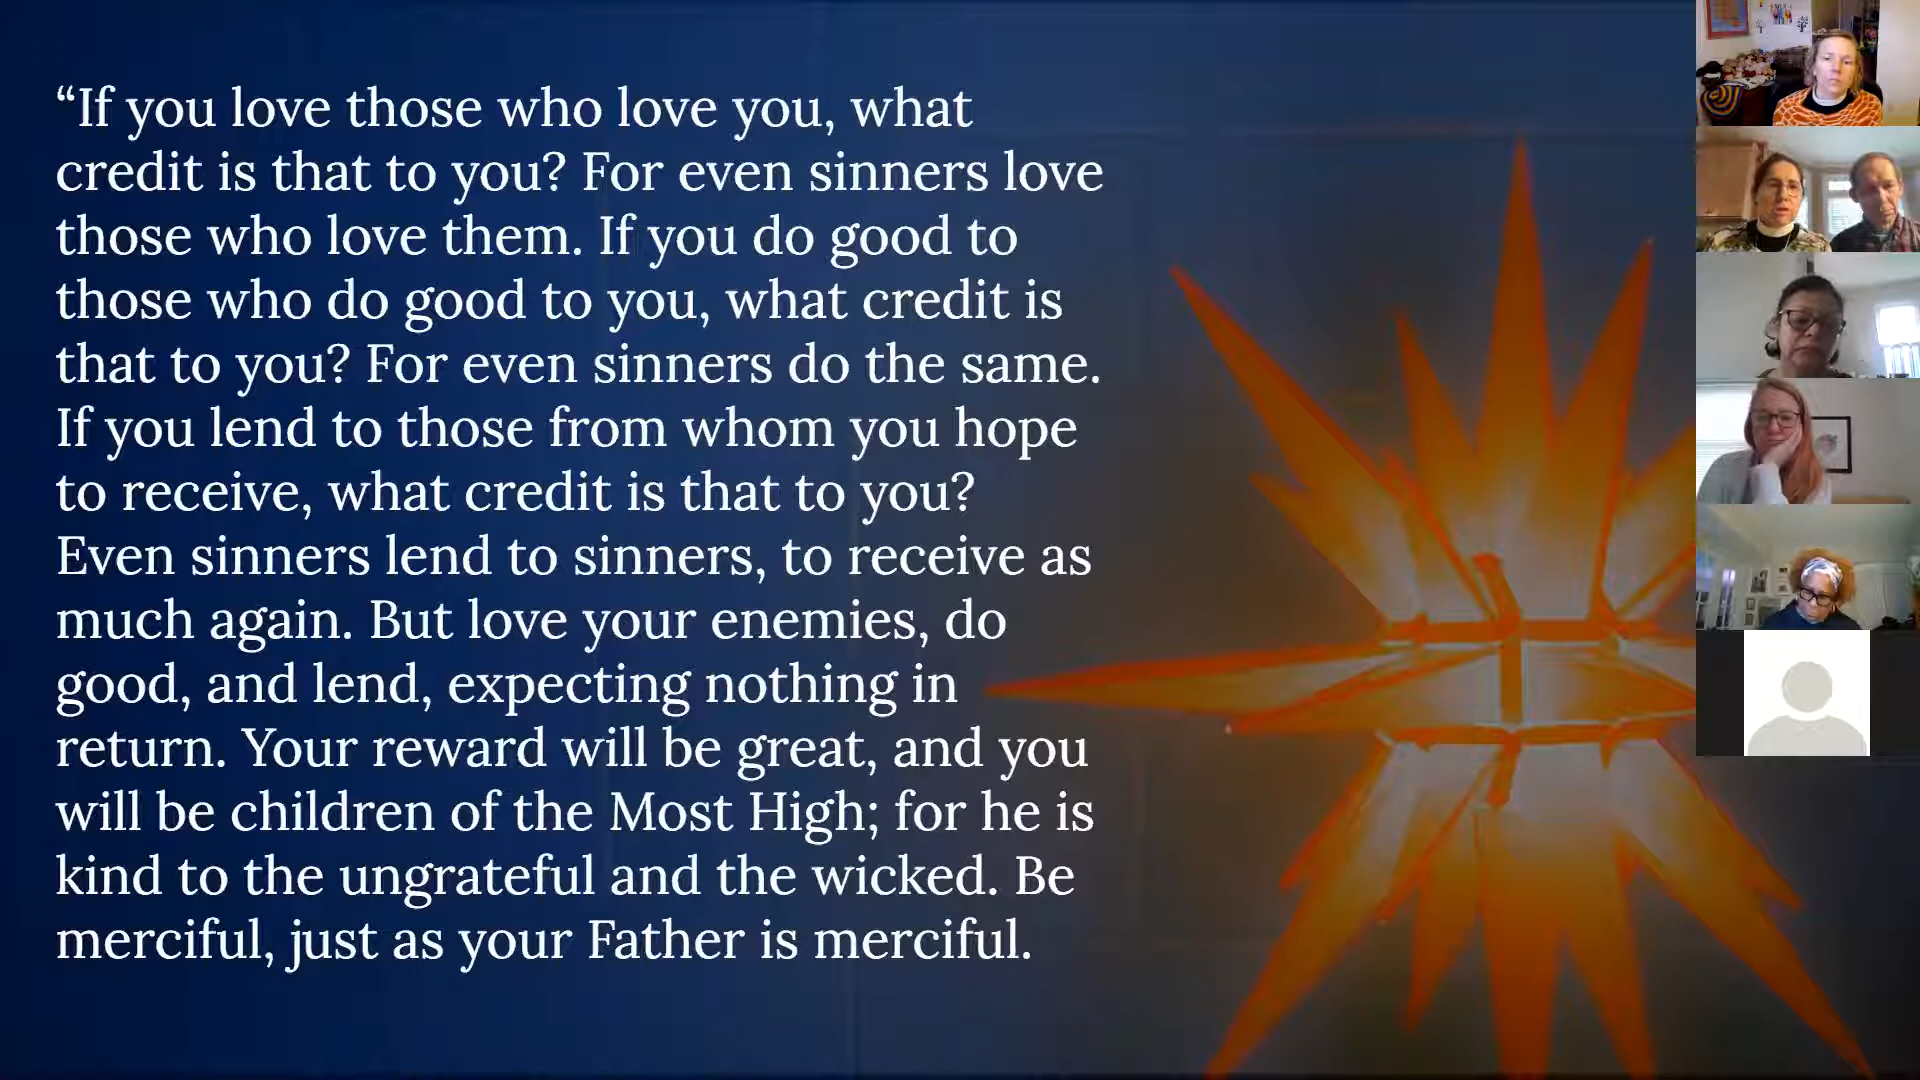 “If you love those who love you, what
credit is that to you? For even sinners love
those who love them. If you do good to
those who do good to you, what credit is
that to you? For even sinners do the same.
If you lend to those from whom you hope
to receive, what credit is that to you?
Even sinners lend to sinners, to receive as
much again. But love your enemies, do
good, and lend, expecting nothing in
return. Your reward will be great, and you
will be children of the Most High; for he is
kind to the ungrateful and the wicked. Be
merciful, just as your Father is merciful.